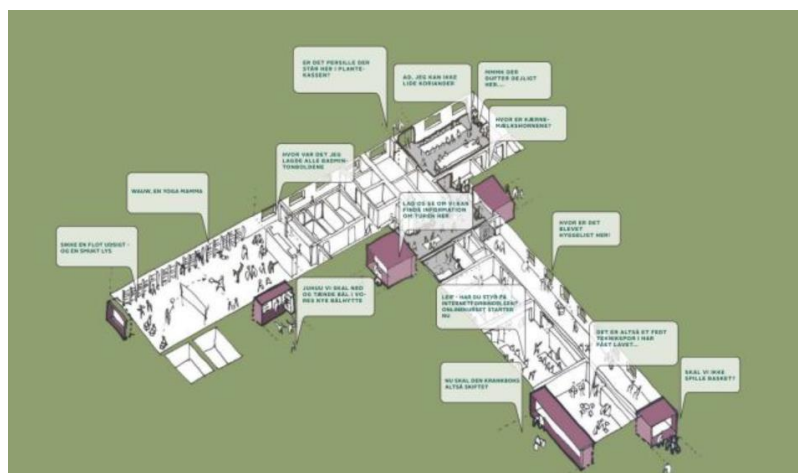 ER DET PERSILLE DER
STÅR HER I PLANTE-
KASSEN?
AD, JEG KAN IKKE
LIDE KORIANDER
HMMM DER
DUFTER DEJLIGT
HER....
HVOR ER KÆRNE-
MÆLKSHORNENE?
HVOR VAR DET JEG
LAGDE ALLE BADMIN-
TONBOLDENE
WAUW, EN YOGA MAMMA
SIKKE EN FLOT UDSIGT -
OG EN SMUKT LYS
LAD OS SE OM VI KAN
FINDE INFORMATION
OM TUREN HER
HVOR ER DET
BLEVET
HYGGELIGT HER!
JUHUU VI SKAL NED
OG TÆNDE BÅL I VO-
RES NYE BÅLHYTTE
LEIF - HAR DU STYR PÅ
INTERNETFORBINDELSEN?
ONLINEKURSET STARTER
NU
DET ER ALTSÅ ET FEDT
TEKNIKSPOR I HAR
FÅET LAVET...
NU SKAL DEN KRANKBOKS
ALTSÅ SKIFTES
SKAL VI IKKE
SPILLE BASKET?